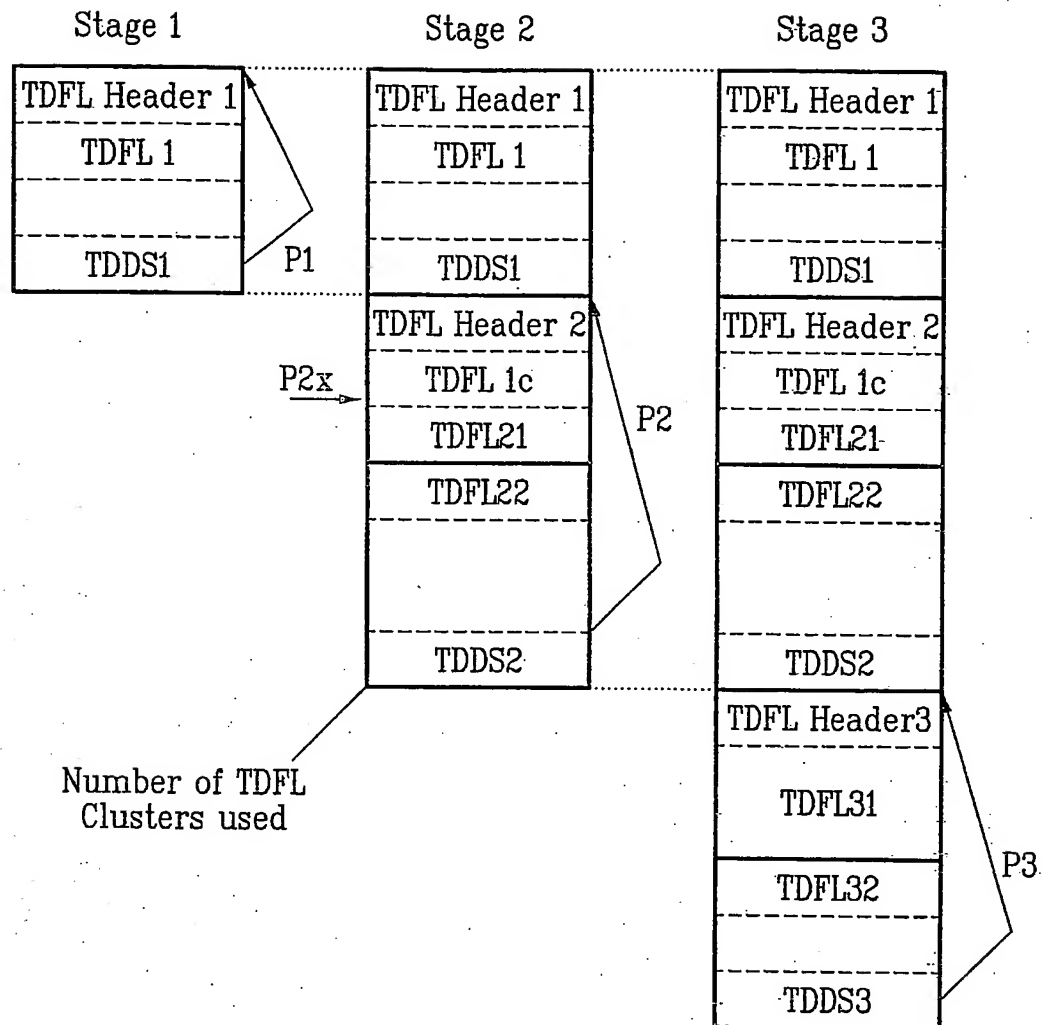 Stage 1
TDFL Header 1
TDFL 1
TDDS1
P1
Stage 2
TDFL Header 1
TDFL 1
TDDS1
TDFL Header 2
P2x
TDFL 1c
TDFL21
P2
TDFL22
TDDS2
Number of TDFL
Clusters used
Stage 3
TDFL Header 1
TDFL 1
TDDS1
TDFL Header 2
TDFL 1c
TDFL21
TDFL22
TDDS2
TDFL Header3
TDFL31
P3
TDFL32
TDDS3